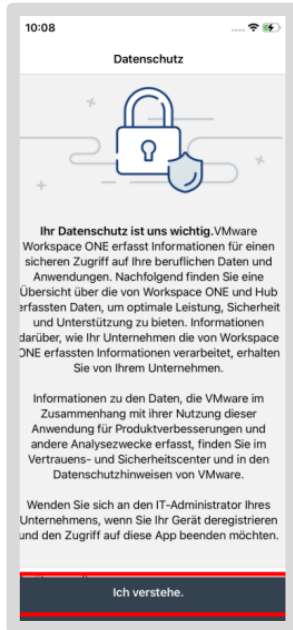 10:08
Datenschutz
Ihr Datenschutz ist uns wichtig.VMware
Workspace ONE erfasst Informationen für einen
sicheren Zugriff auf Ihre beruflichen Daten und
Anwendungen. Nachfolgend finden Sie eine
Übersicht über die von Workspace ONE und Hub
erfassten Daten, um optimale Leistung, Sicherheit
und Unterstützung zu bieten. Informationen
darüber, wie Ihr Unternehmen die von Workspace
ONE erfassten Informationen verarbeitet, erhalten
Sie von Ihrem Unternehmen.
Informationen zu den Daten, die VMware im
Zusammenhang mit ihrer Nutzung dieser
Anwendung für Produktverbesserungen und
andere Analysezwecke erfasst, finden Sie im
Vertrauens- und Sicherheitscenter und in den
Datenschutzhinweisen von VMware.
Wenden Sie sich an den IT-Administrator Ihres
Unternehmens, wenn Sie Ihr Gerät deregistrieren
und den Zugriff auf diese App beenden möchten.
Ich verstehe.